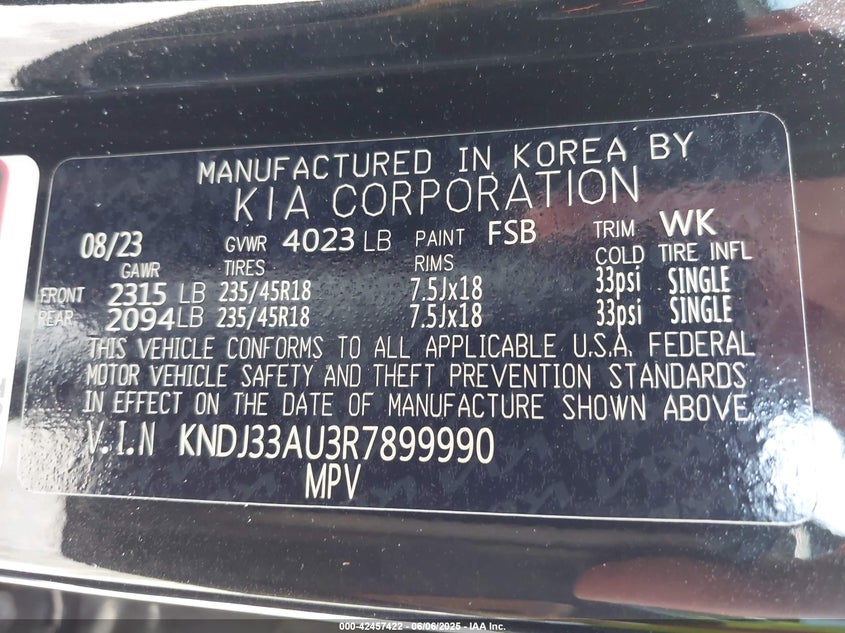 MANUFACTURED IN KOREA BY
KIA CORPORATION
08/23 GVWR 4023 LB PAINT FSB TRIM WK
GAWR TIRES RIMS COLD TIRE INFL
FRONT 2315 LB 235/45R18 7.5Jx18 33psi SINGLE
REAR 2094 LB 235/45R18 7.5Jx18 33psi SINGLE
THIS VEHICLE CONFORMS TO ALL APPLICABLE U.S.A. FEDERAL
MOTOR VEHICLE SAFETY AND THEFT PREVENTION STANDARDS
IN EFFECT ON THE DATE OF MANUFACTURE SHOWN ABOVE.
V.I.N KNDJ33AU3R7899990
MPV
000-42457422 - 06/06/2025 - IAA Inc.